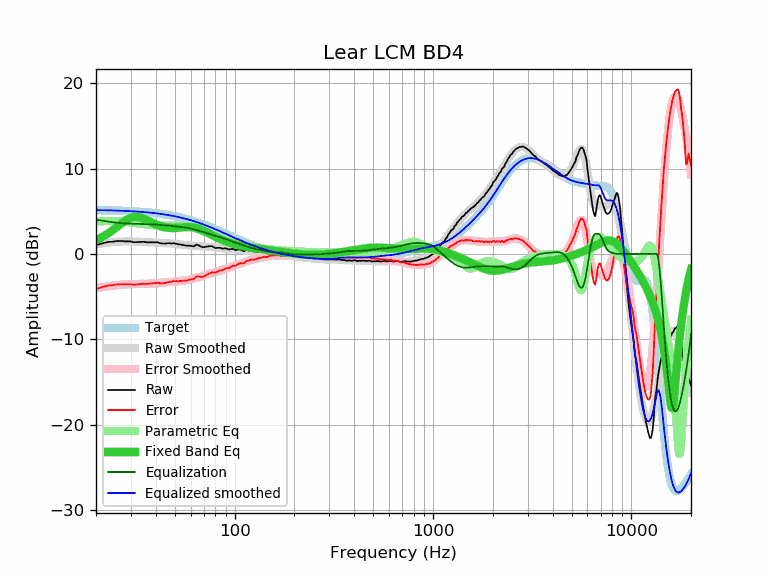 Lear LCM BD4
Amplitude (dBr)
20
10
0
−10
−20
−30
Target
Raw Smoothed
Error Smoothed
Raw
Error
Parametric Eq
Fixed Band Eq
Equalization
Equalized smoothed
100
1000
10000
Frequency (Hz)